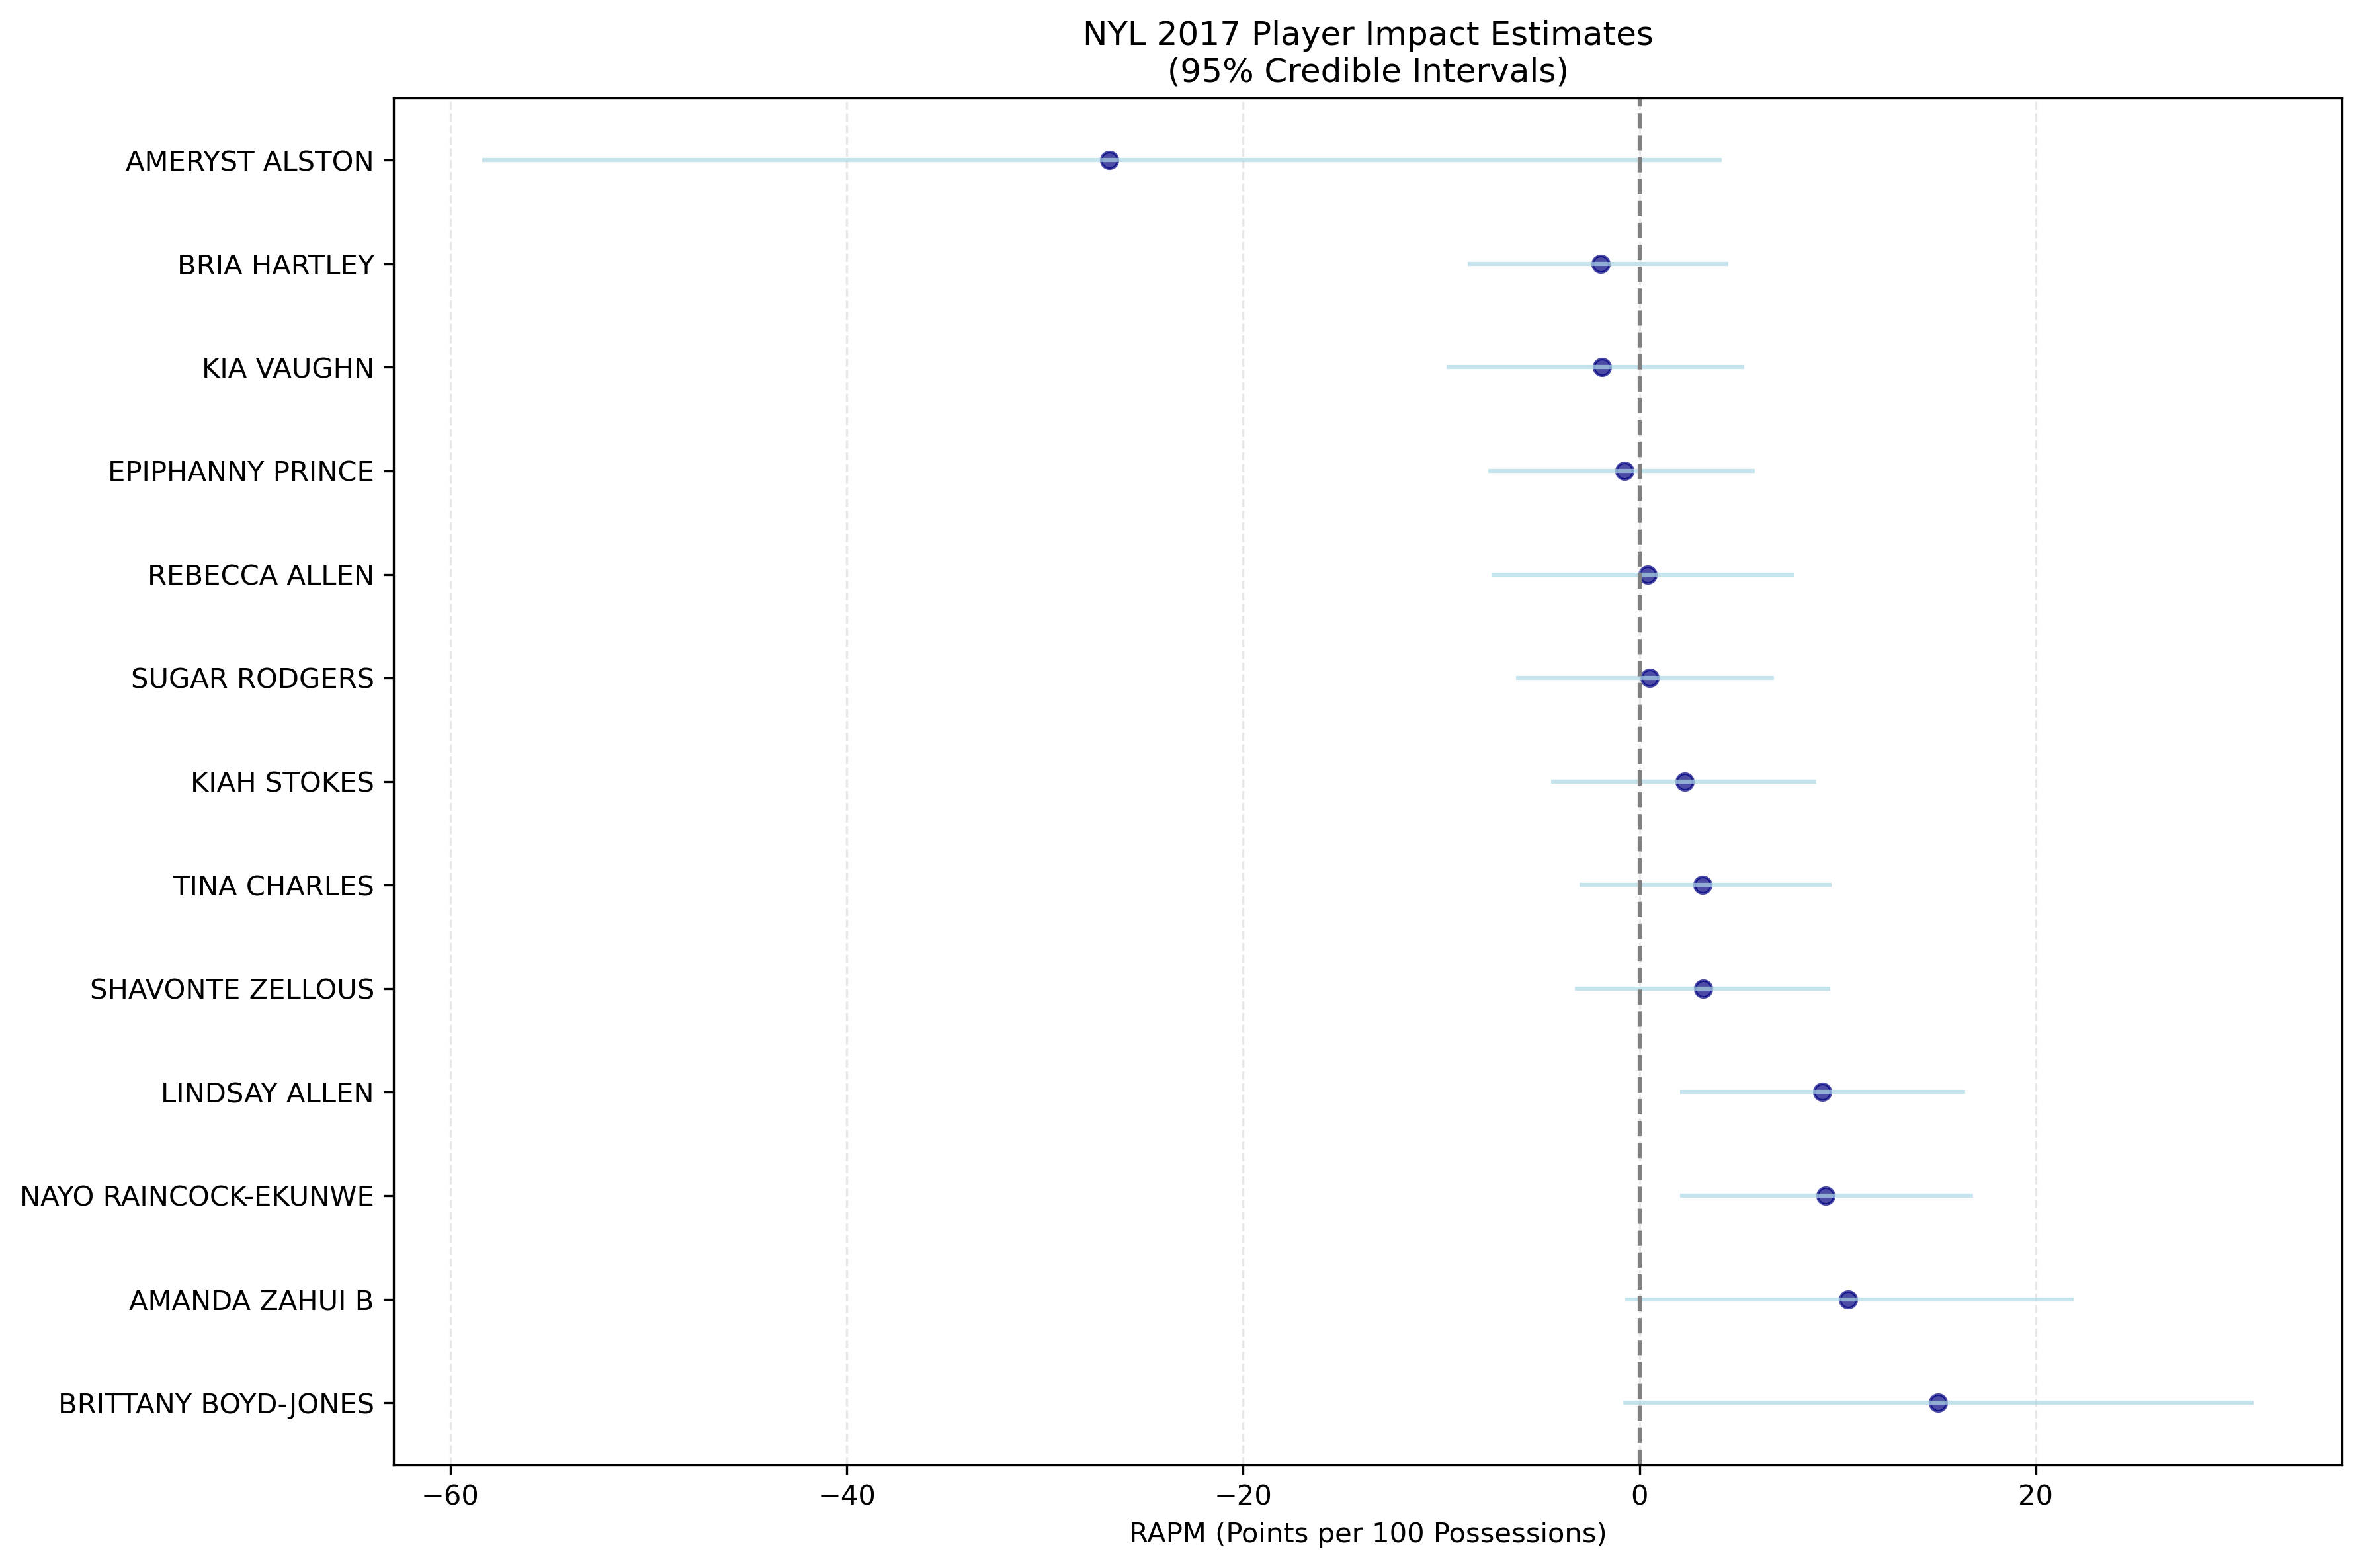 NYL 2017 Player Impact Estimates
(95% Credible Intervals)
AMERYST ALSTON
BRIA HARTLEY
KIA VAUGHN
EPIPHANNY PRINCE
REBECCA ALLEN
SUGAR RODGERS
KIAH STOKES
TINA CHARLES
SHAVONTE ZELLOUS
LINDSAY ALLEN
NAYO RAINCOCK-EKUNWE
AMANDA ZAHUI B
BRITTANY BOYD-JONES
−60 −40 −20 0 20
RAPM (Points per 100 Possessions)